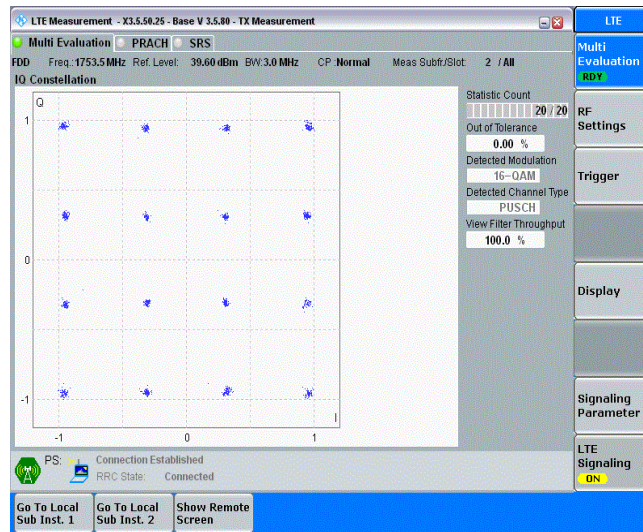 LTE Measurement - X3.5.50.25 - Base V 3.5.80 - TX Measurement
LTE
Multi Evaluation PRACH SRS
FDD Freq.:1753.5 MHz Ref. Level: 39.60 dBm BW:3.0 MHz CP :Normal Meas Subfr/Slot: 2 / All
IQ Constellation
Q
1
0
-1
-1 0 1
I
Statistic Count
20 / 20
Out of Tolerance
0.00 %
Detected Modulation
16-QAM
Detected Channel Type
PUSCH
View Filter Throughput
100.0 %
Multi
Evaluation
RDY
RF
Settings
Trigger
Display
Signaling
Parameter
LTE
Signaling
ON
PS: Connection Established
RRC State: Connected
Go To Local
Sub Inst. 1
Go To Local
Sub Inst. 2
Show Remote
Screen